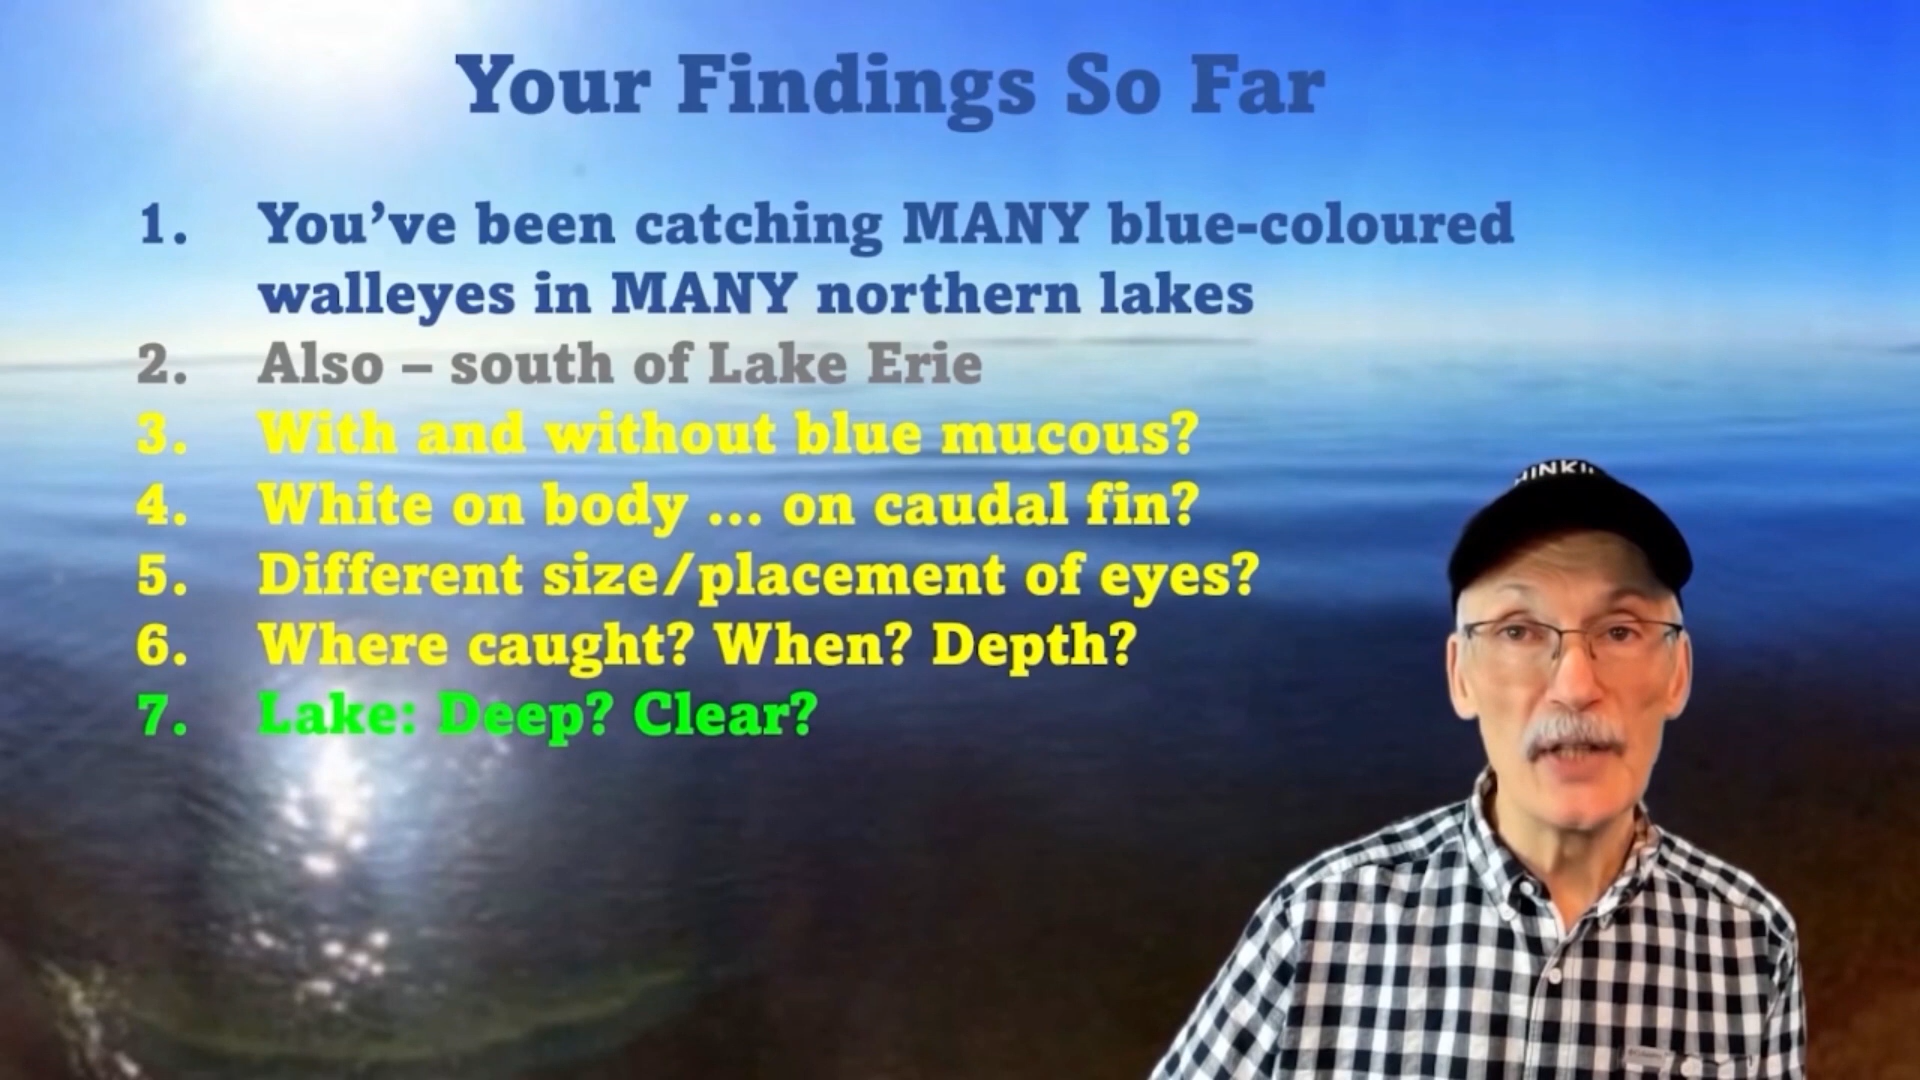 Your Findings So Far
1. You’ve been catching MANY blue-coloured
walleyes in MANY northern lakes
2. Also – south of Lake Erie
3. With and without blue mucous?
4. White on body ... on caudal fin?
5. Different size/placement of eyes?
6. Where caught? When? Depth?
7. Lake: Deep? Clear?